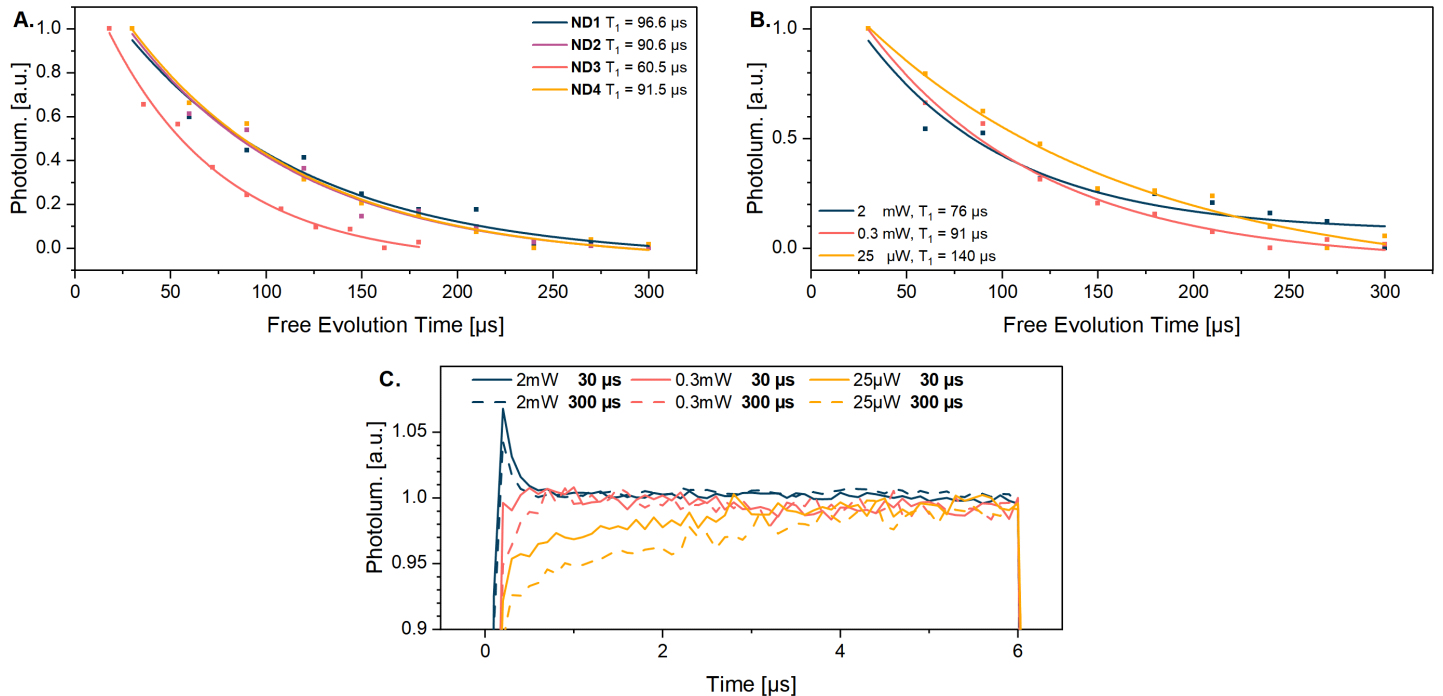 A.
Photolum. [a.u.]
1.0
0.8
0.6
0.4
0.2
0.0
ND1 T₁ = 96.6 µs
ND2 T₁ = 90.6 µs
ND3 T₁ = 60.5 µs
ND4 T₁ = 91.5 µs
0 50 100 150 200 250 300
Free Evolution Time [µs]
B.
Photolum. [a.u.]
1.0
0.5
0.0
2 mW, T₁ = 76 µs
0.3 mW, T₁ = 91 µs
25 µW, T₁ = 140 µs
0 50 100 150 200 250 300
Free Evolution Time [µs]
C.
2mW 30 µs 0.3mW 30 µs 25µW 30 µs
2mW 300 µs 0.3mW 300 µs 25µW 300 µs
Photolum. [a.u.]
1.05
1.0
0.95
0.9
0 2 4 6
Time [µs]